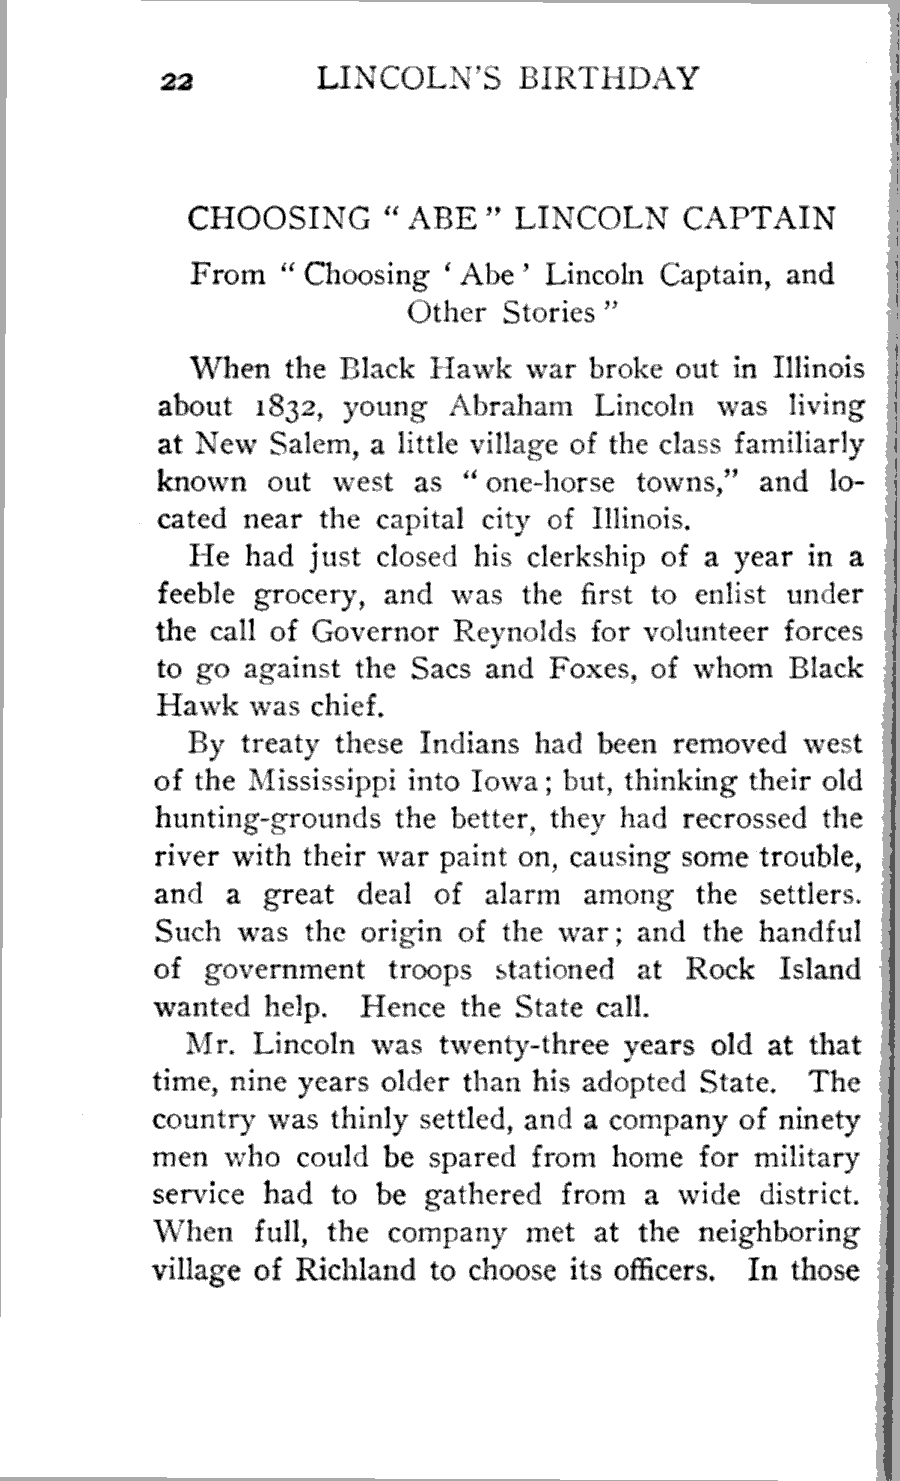 22 LINCOLN'S BIRTHDAY
CHOOSING " ABE " LINCOLN CAPTAIN
From " Choosing ' Abe ' Lincoln Captain, and
Other Stories "
When the Black Hawk war broke out in Illinois
about 1832, young Abraham Lincoln was living
at New Salem, a little village of the class familiarly
known out west as " one-horse towns," and lo-
cated near the capital city of Illinois.
He had just closed his clerkship of a year in a
feeble grocery, and was the first to enlist under
the call of Governor Reynolds for volunteer forces
to go against the Sacs and Foxes, of whom Black
Hawk was chief.
By treaty these Indians had been removed west
of the Mississippi into Iowa; but, thinking their old
hunting-grounds the better, they had recrossed the
river with their war paint on, causing some trouble,
and a great deal of alarm among the settlers.
Such was the origin of the war; and the handful
of government troops stationed at Rock Island
wanted help. Hence the State call.
Mr. Lincoln was twenty-three years old at that
time, nine years older than his adopted State. The
country was thinly settled, and a company of ninety
men who could be spared from home for military
service had to be gathered from a wide district.
When full, the company met at the neighboring
village of Richland to choose its officers. In those